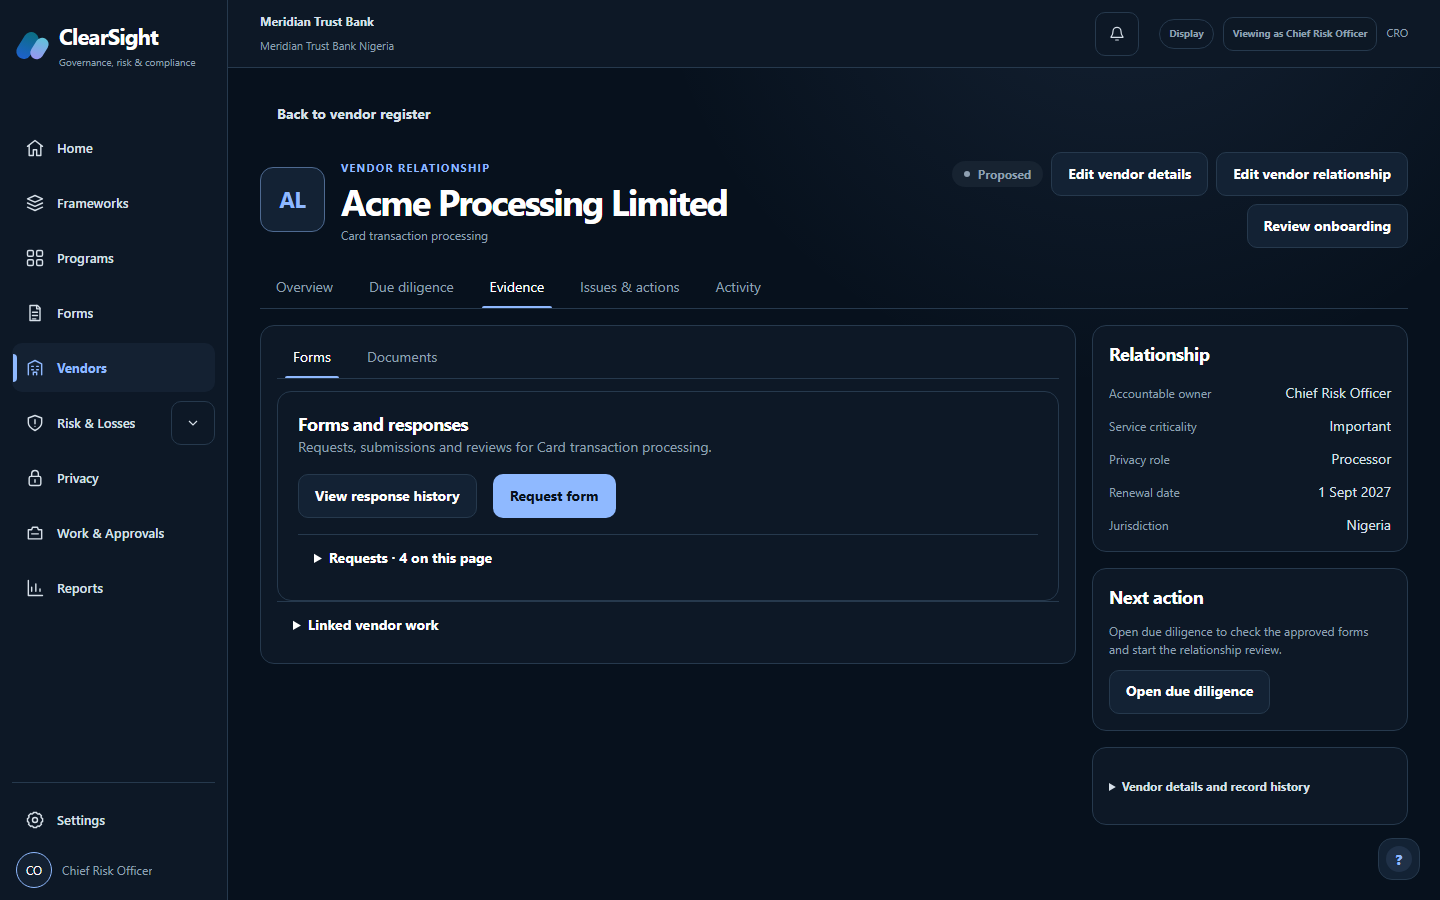 ClearSight
Governance, risk & compliance
Home
Frameworks
Programs
Forms
Vendors
Risk & Losses
Privacy
Work & Approvals
Reports
Settings
CO
Chief Risk Officer
Meridian Trust Bank
Meridian Trust Bank Nigeria
Display
Viewing as Chief Risk Officer
CRO
Back to vendor register
AL
VENDOR RELATIONSHIP
Acme Processing Limited
Card transaction processing
Proposed
Edit vendor details
Edit vendor relationship
Review onboarding
Overview
Due diligence
Evidence
Issues & actions
Activity
Forms
Documents
Forms and responses
Requests, submissions and reviews for Card transaction processing.
View response history
Request form
Requests · 4 on this page
Linked vendor work
Relationship
Accountable owner
Chief Risk Officer
Service criticality
Important
Privacy role
Processor
Renewal date
1 Sept 2027
Jurisdiction
Nigeria
Next action
Open due diligence to check the approved forms
and start the relationship review.
Open due diligence
Vendor details and record history
?